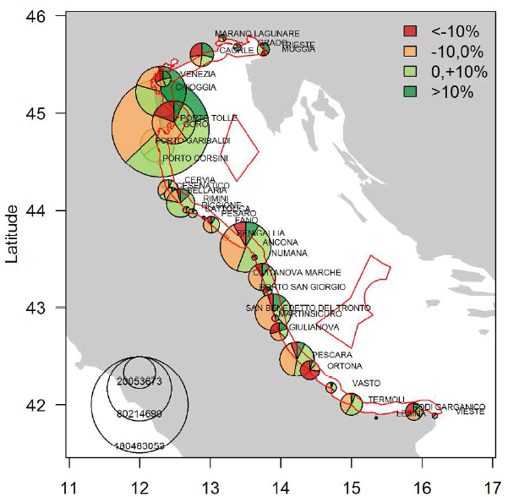 46
45
44
43
42
Latitude
11
12
13
14
15
16
17
<-10%
-10,0%
0,+10%
>10%
MARANO LAGUNARE
GRADO
TRIESTE
CAORLE
MUGGIA
VENEZIA
CHIOGGIA
PORTO TOLLE
GORO
PORTO GARIBALDI
PORTO CORSINI
CERVIA
CESENATICO
BELLARIA
RIMINI
RICCIONE
CATTOLICA
PESARO
FANO
SENIGALLIA
ANCONA
NUMANA
CIVITANOVA MARCHE
PORTO SAN GIORGIO
SAN BENEDETTO DEL TRONTO
MARTINSICURO
GIULIANOVA
PESCARA
ORTONA
VASTO
TERMOLI
RODI GARGANICO
LESINA
VIESTE
20053673
80214690
180483053